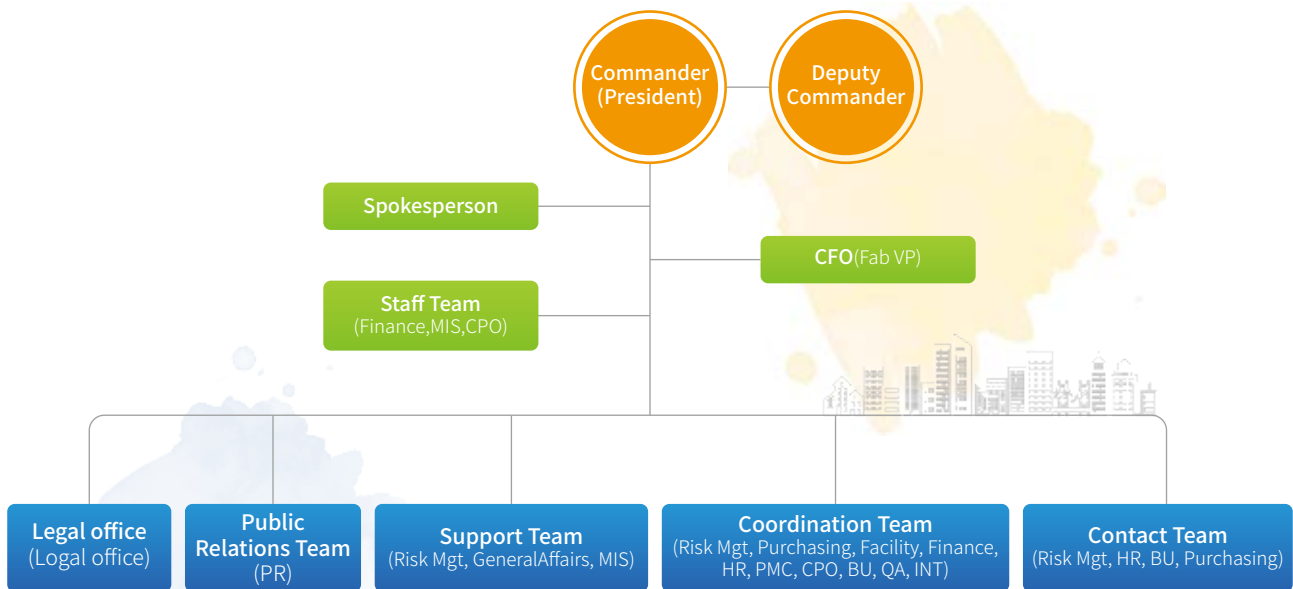 Commander
(President)
Deputy
Commander
Spokesperson
CFO(Fab VP)
Staff Team
(Finance,MIS,CPO)
Legal office
(Logal office)
Public
Relations Team
(PR)
Support Team
(Risk Mgt, GeneralAffairs, MIS)
Coordination Team
(Risk Mgt, Purchasing, Facility, Finance,
HR, PMC, CPO, BU, QA, INT)
Contact Team
(Risk Mgt, HR, BU, Purchasing)